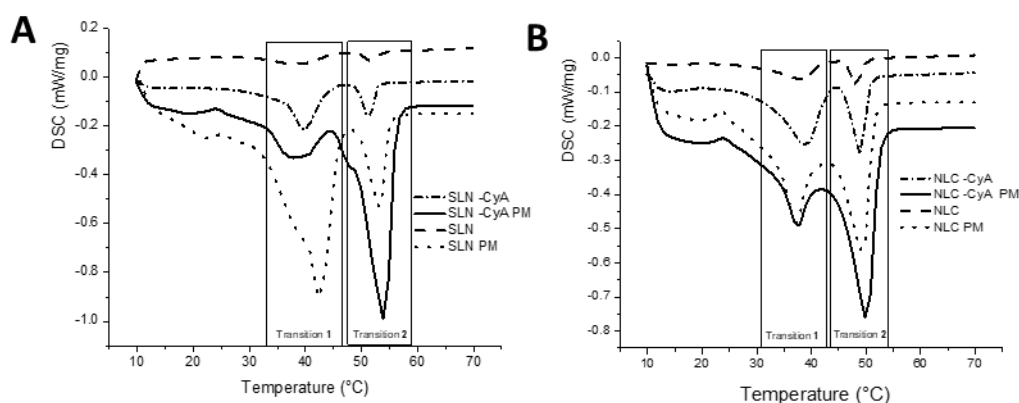 A
0.2
0.0
-0.2
-0.4
-0.6
-0.8
-1.0
DSC (mW/mg)
SLN -CyA
SLN -CyA PM
SLN
SLN PM
Transition 1
Transition 2
10 20 30 40 50 60 70
Temperature (°C)
B
0.0
-0.1
-0.2
-0.3
-0.4
-0.5
-0.6
-0.7
-0.8
DSC (mW/mg)
NLC -CyA
NLC -CyA PM
NLC
NLC PM
Transition 1
Transition 2
10 20 30 40 50 60 70
Temperature (°C)